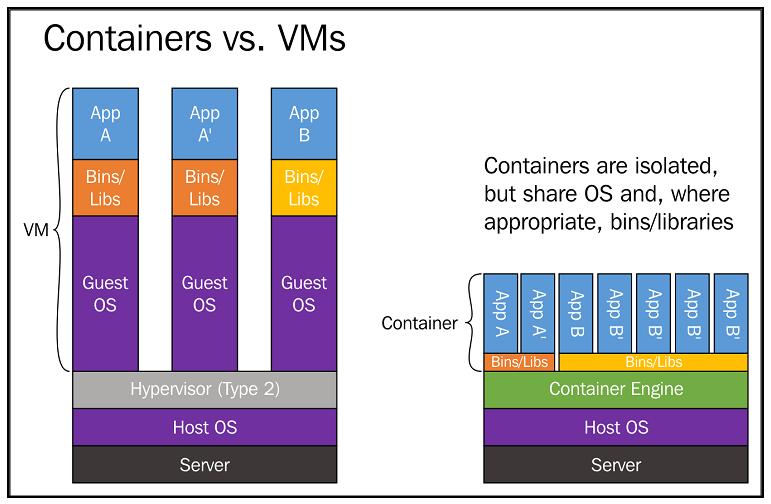 Containers vs. VMs
App
A
App
A'
App
B
Bins/
Libs
Bins/
Libs
Bins/
Libs
VM
Guest
OS
Guest
OS
Guest
OS
Hypervisor (Type 2)
Host OS
Server
Containers are isolated,
but share OS and, where
appropriate, bins/libraries
Container
App A
App A'
App B
App B'
App B'
App B'
App B'
Bins/Libs
Bins/Libs
Container Engine
Host OS
Server